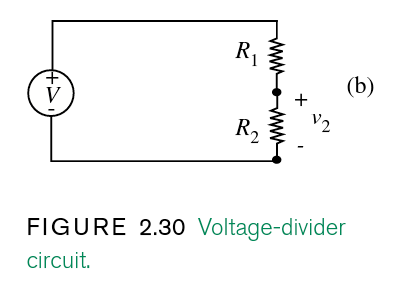 R1
(b)
+
V
-
+
v2
R2
-
FIGURE 2.30 Voltage-divider
circuit.